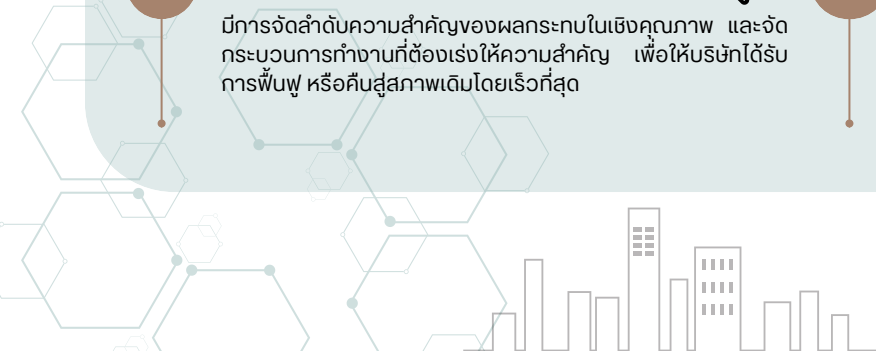 มีการจัดลำดับความสำคัญของผลกระทบในเชิงคุณภาพ และจัด
กระบวนการทำงานที่ต้องเร่งให้ความสำคัญ เพื่อให้บริษัทได้รับ
การฟื้นฟู หรือคืนสู่สภาพเดิมโดยเร็วที่สุด